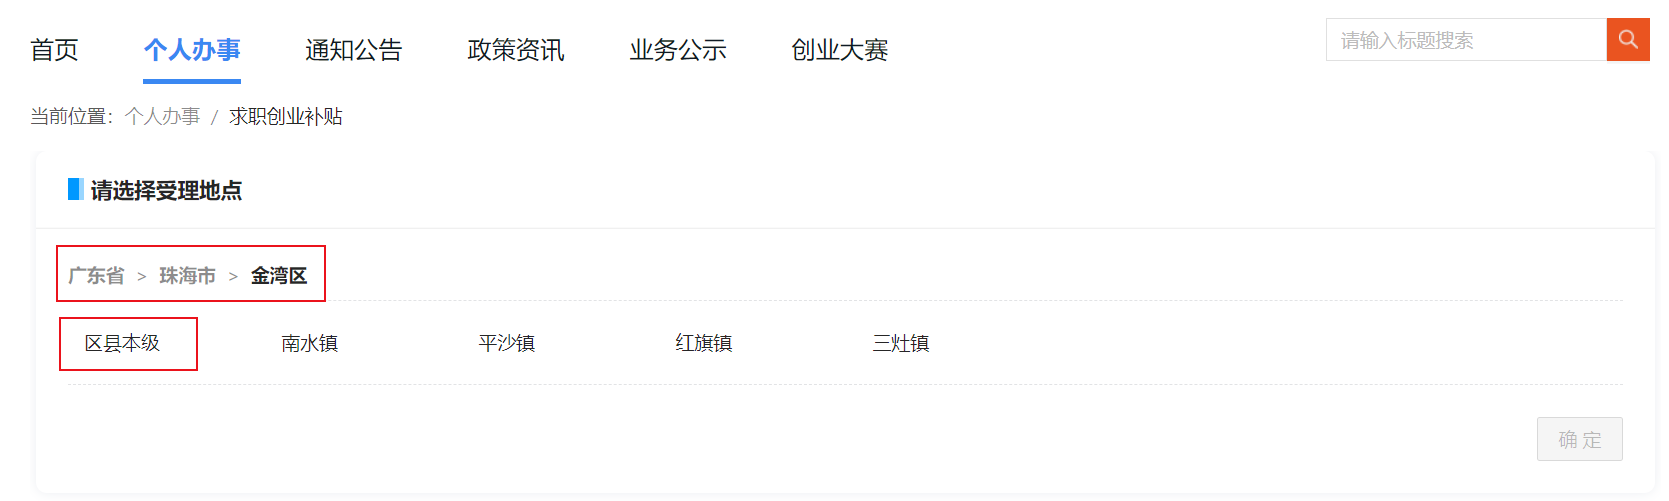 首页 个人办事 通知公告 政策资讯 业务公示 创业大赛 请输入标题搜索
当前位置：个人办事 / 求职创业补贴
请选择受理地点
广东省 > 珠海市 > 金湾区
区县本级 南水镇 平沙镇 红旗镇 三灶镇
确 定